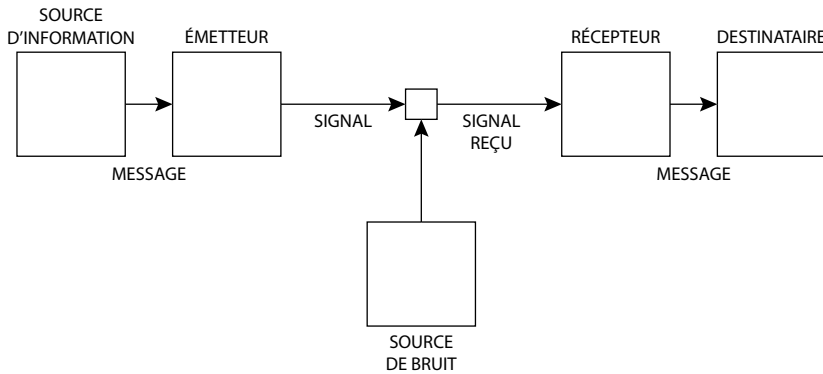 SOURCE
D'INFORMATION
ÉMETTEUR
RÉCEPTEUR
DESTINATAIRE
SIGNAL
SIGNAL
REÇU
MESSAGE
MESSAGE
SOURCE
DE BRUIT